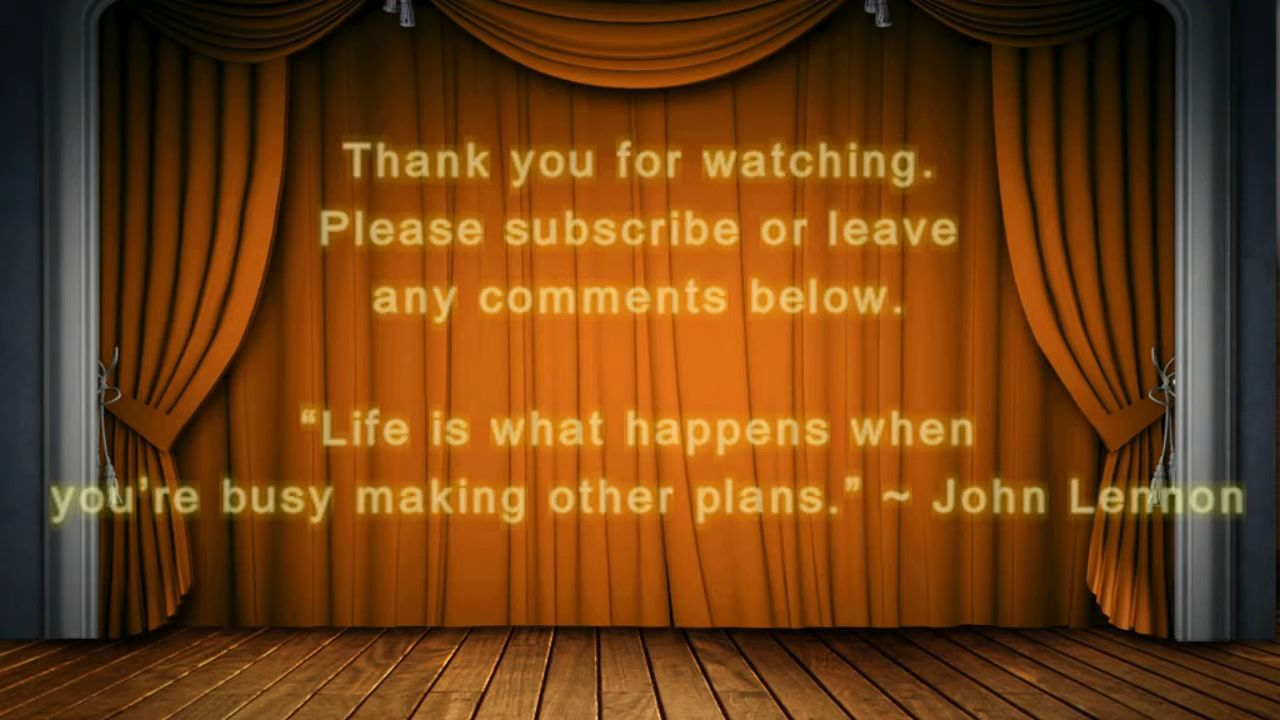 Thank you for watching.
Please subscribe or leave
any comments below.
“Life is what happens when
you’re busy making other plans.” ~ John Lennon